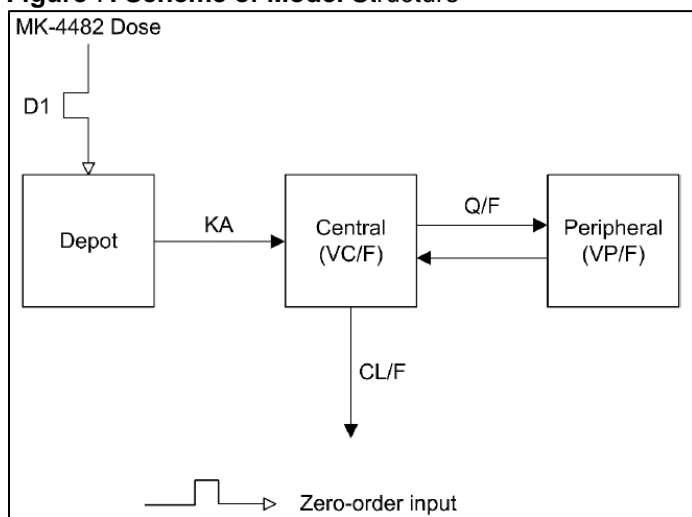 Figure 1: Scheme of Model Structure
MK-4482 Dose
D1
Depot
KA
Central
(VC/F)
Q/F
Peripheral
(VP/F)
CL/F
Zero-order input